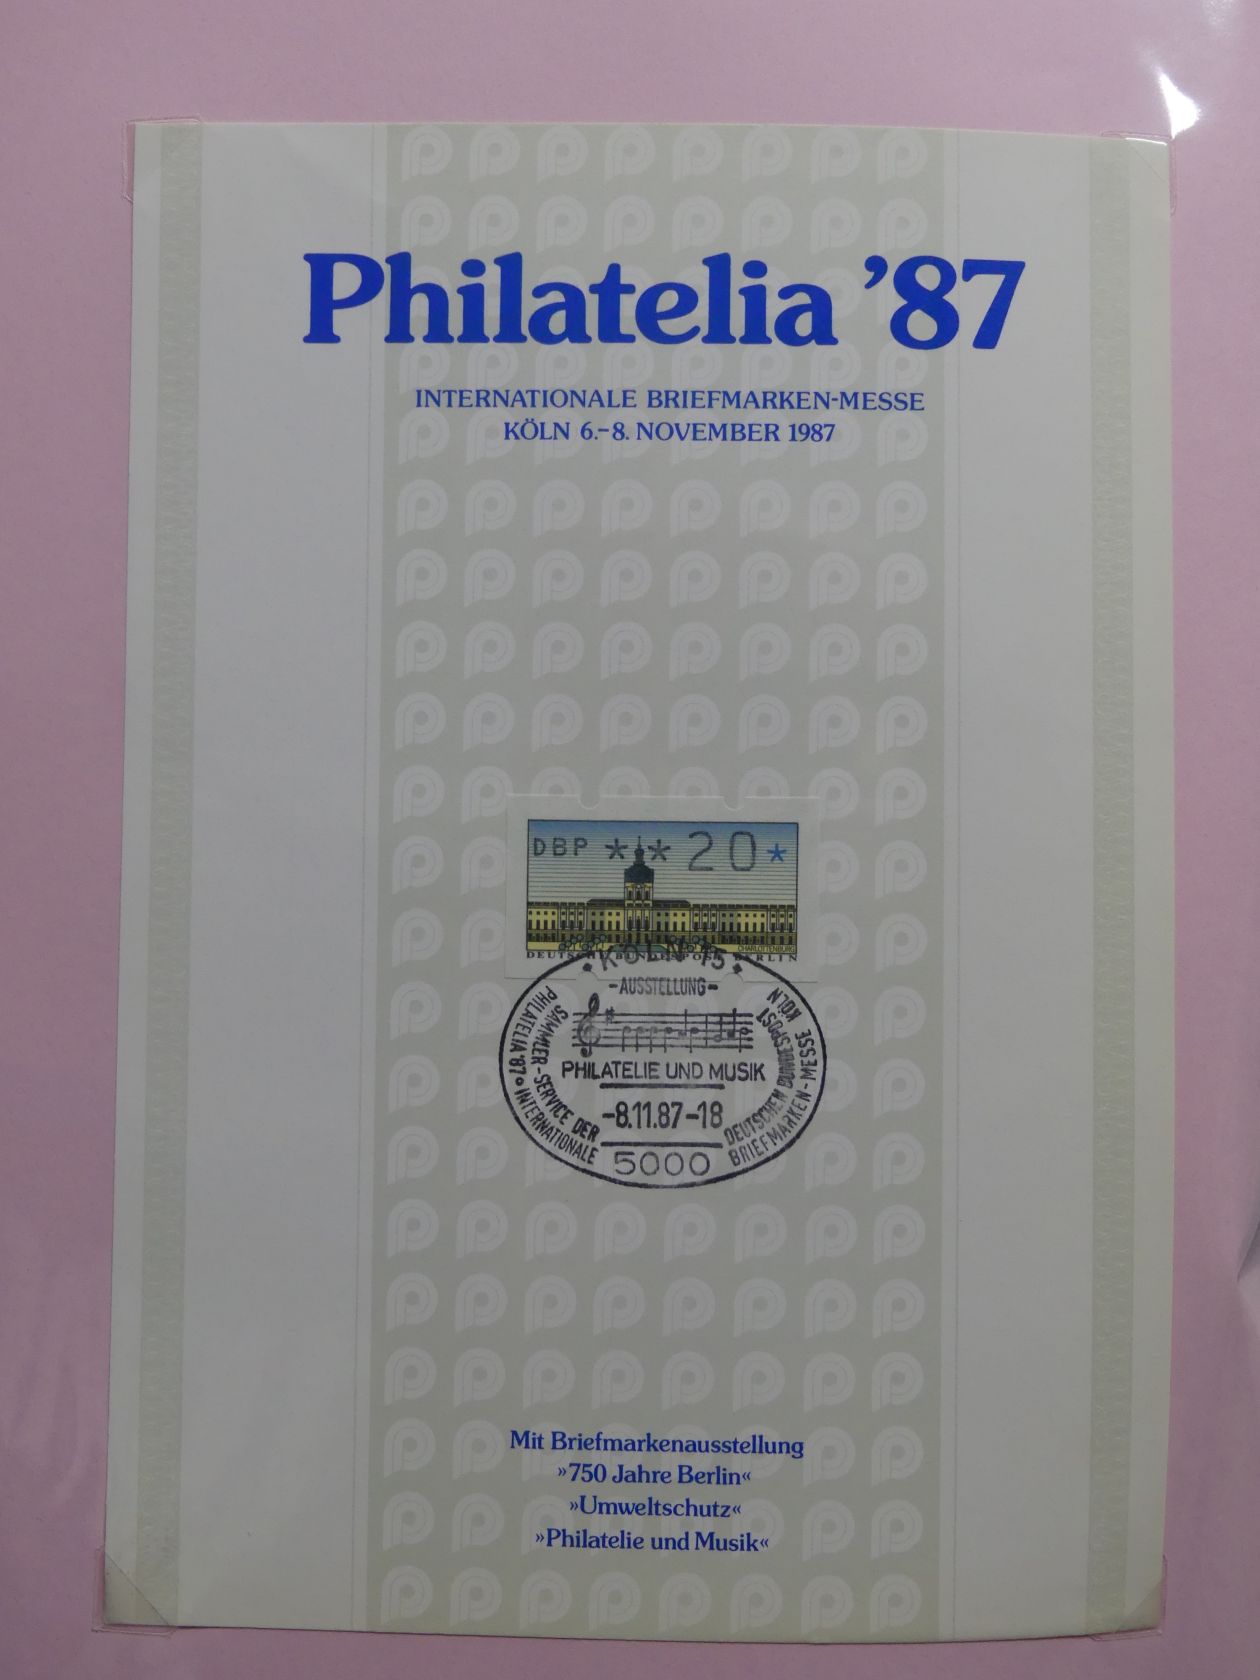 Philatelia '87
INTERNATIONALE BRIEFMARKEN-MESSE
KÖLN 6.–8. NOVEMBER 1987
DBP ** 20*
CHARLOTTENBURG
DEUTSCHE BUNDESPOST BERLIN
KÖLN 15
-AUSSTELLUNG-
PHILATELIE UND MUSIK
-8.11.87-18
5000
SAMMLER-SERVICE DER DEUTSCHEN BUNDESPOST
PHILATELIA '87 INTERNATIONALE BRIEFMARKEN-MESSE KÖLN
Mit Briefmarkenausstellung
»750 Jahre Berlin«
»Umweltschutz«
»Philatelie und Musik«